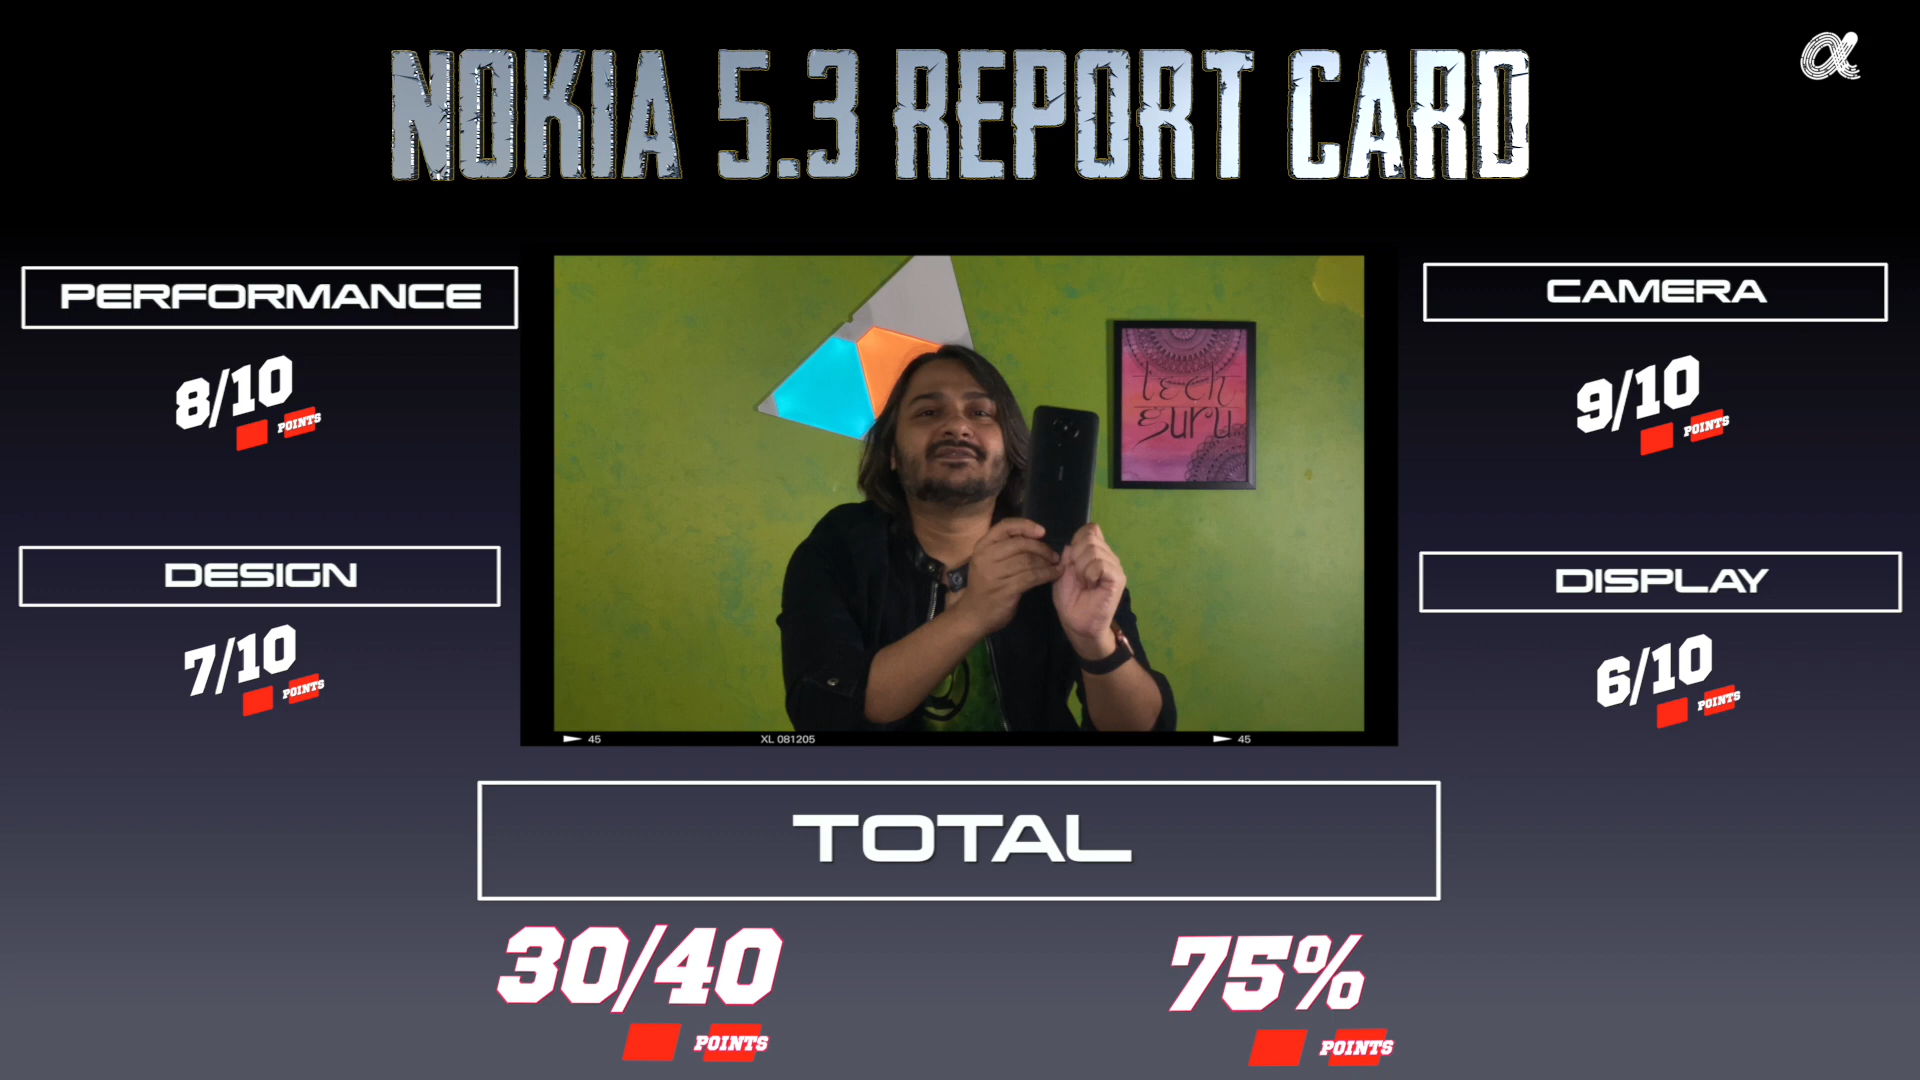 NOKIA 5.3 REPORT CARD
PERFORMANCE
8/10
POINTS
CAMERA
9/10
POINTS
tech
guru
DESIGN
7/10
POINTS
DISPLAY
6/10
POINTS
45
XL 081205
45
TOTAL
30/40
POINTS
75%
POINTS